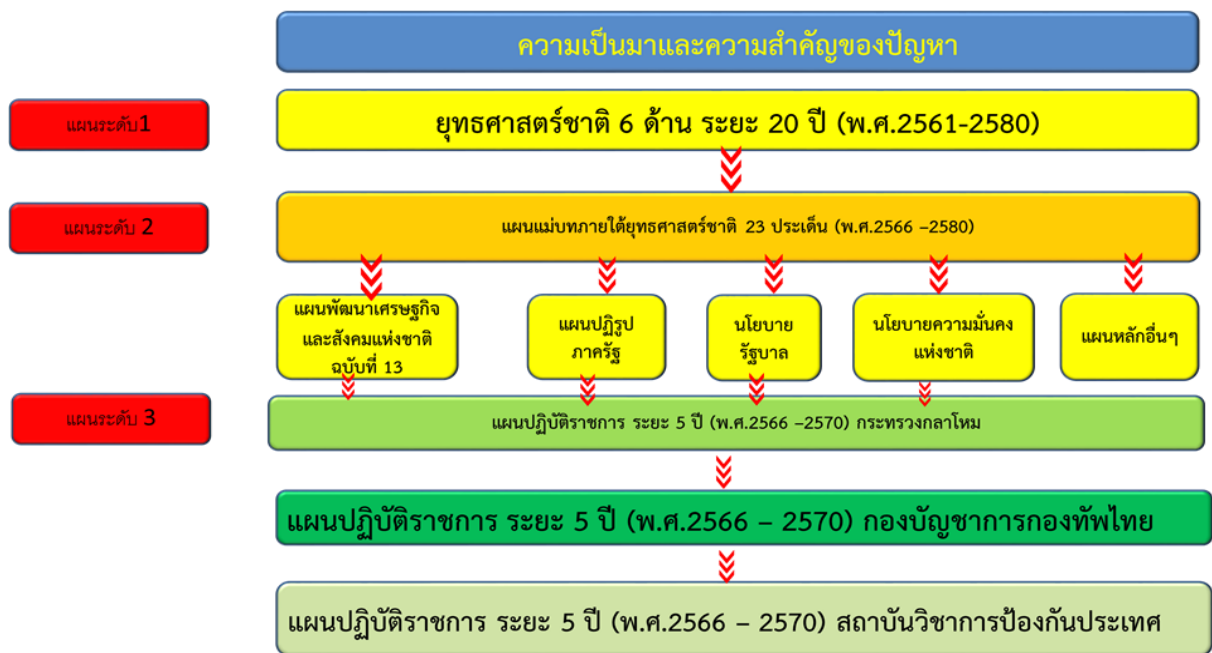 ความเป็นมาและความสำคัญของปัญหา
แผนระดับ1
ยุทธศาสตร์ชาติ 6 ด้าน ระยะ 20 ปี (พ.ศ.2561-2580)
แผนระดับ 2
แผนแม่บทภายใต้ยุทธศาสตร์ชาติ 23 ประเด็น (พ.ศ.2566 –2580)
แผนพัฒนาเศรษฐกิจ
และสังคมแห่งชาติ
ฉบับที่ 13
แผนปฏิรูป
ภาครัฐ
นโยบาย
รัฐบาล
นโยบายความมั่นคง
แห่งชาติ
แผนหลักอื่นๆ
แผนระดับ 3
แผนปฏิบัติราชการ ระยะ 5 ปี (พ.ศ.2566 –2570) กระทรวงกลาโหม
แผนปฏิบัติราชการ ระยะ 5 ปี (พ.ศ.2566 – 2570) กองบัญชาการกองทัพไทย
แผนปฏิบัติราชการ ระยะ 5 ปี (พ.ศ.2566 – 2570) สถาบันวิชาการป้องกันประเทศ